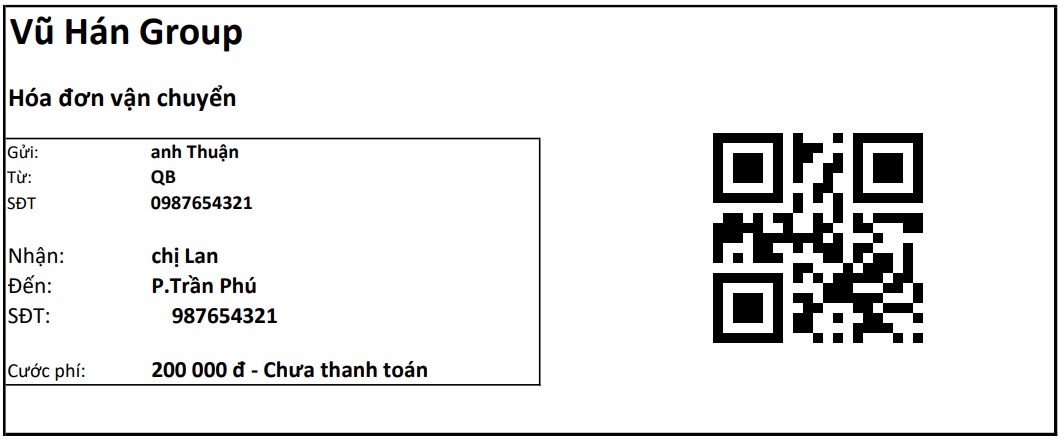 Vũ Hán Group
Hóa đơn vận chuyển
Gửi: anh Thuận
Từ: QB
SĐT 0987654321
Nhận: chị Lan
Đến: P.Trần Phú
SĐT: 987654321
Cước phí: 200 000 đ - Chưa thanh toán